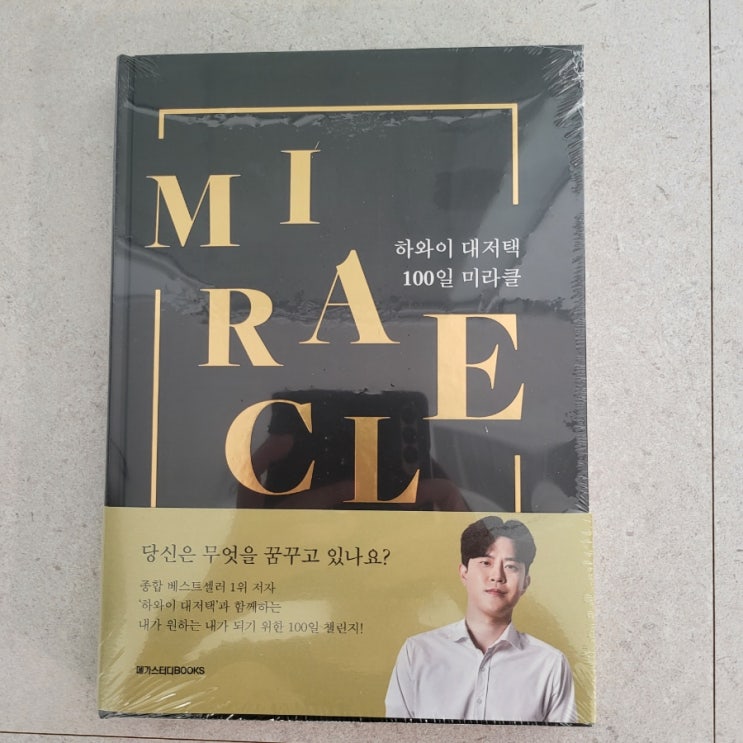 MIRACLE
하와이 대저택
100일 미라클
당신은 무엇을 꿈꾸고 있나요?
종합 베스트셀러 1위 저자
'하와이 대저택'과 함께하는
내가 원하는 내가 되기 위한 100일 챌린지!
메가스터디BOOKS